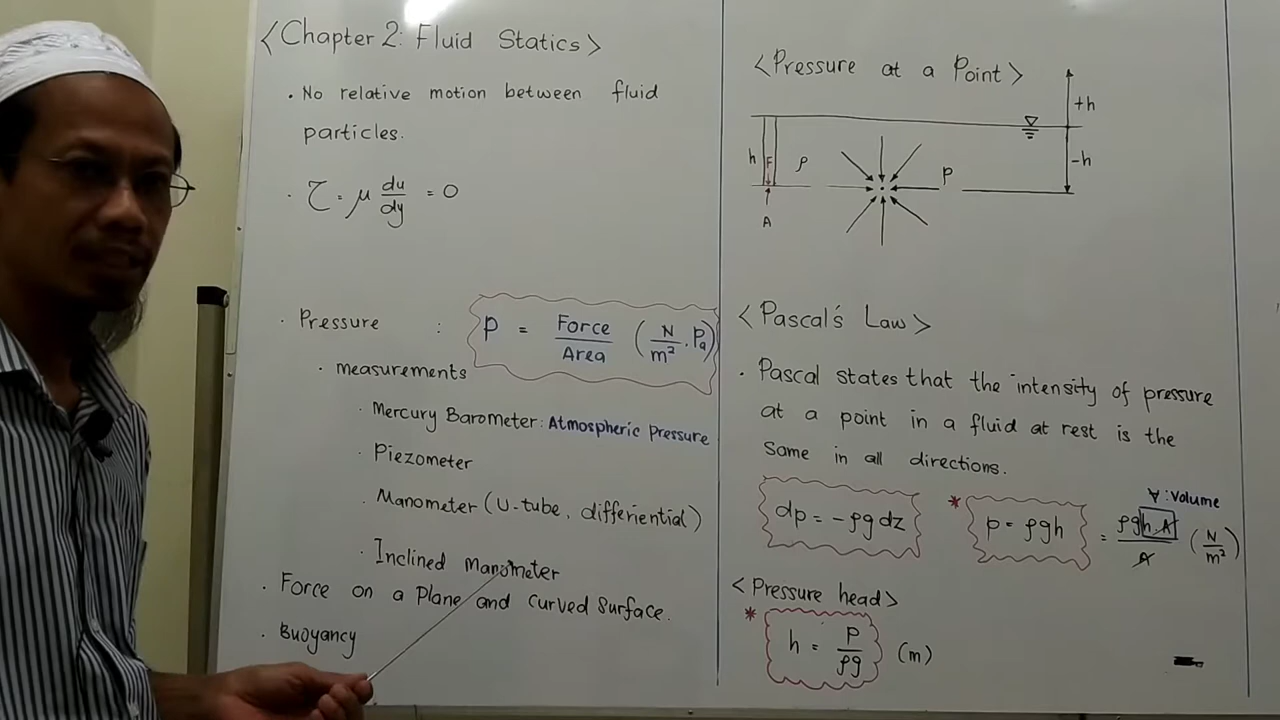 <Chapter 2: Fluid Statics>
. No relative motion between fluid
particles.
. τ = μ du/dy = 0
. Pressure : P = Force/Area (N/m². Pa)
. measurements
. Mercury Barometer: Atmospheric Pressure
. Piezometer
. Manometer (U-tube, differiential)
. Inclined Manometer
. Force on a Plane and Curved Surface.
. Buoyancy
<Pressure at a Point>
+h
h F ρ P -h
A
<Pascal's Law>
. Pascal states that the intensity of pressure
at a point in a fluid at rest is the
same in all directions.
∀: Volume
dp = -ρgdz * p = ρgh = ρgh.A/A (N/m²)
<Pressure head>
* h = P/ρg (m)